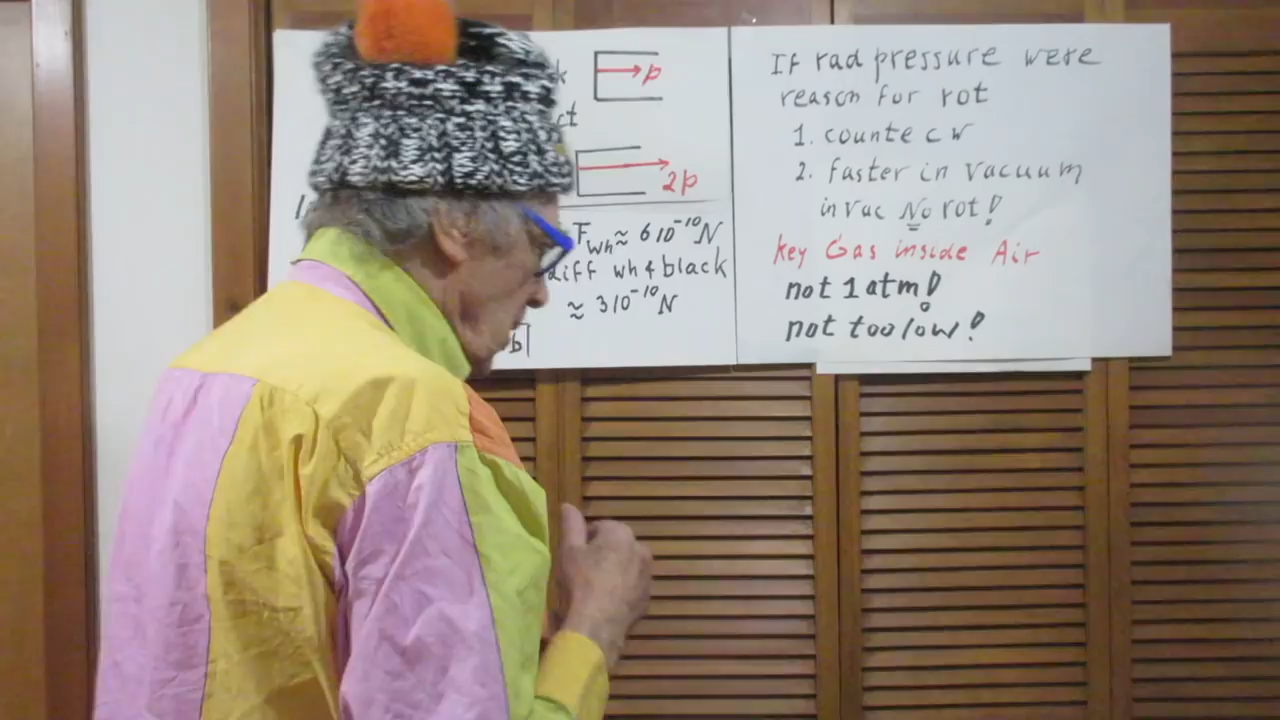 p
2p
F_wh ≈ 6 10^-10 N
diff wh & black
≈ 3 10^-10 N
If rad pressure were
reason for rot
1. counte cw
2. faster in vacuum
in vac No rot!
key Gas inside Air
not 1 atm!
not too low!